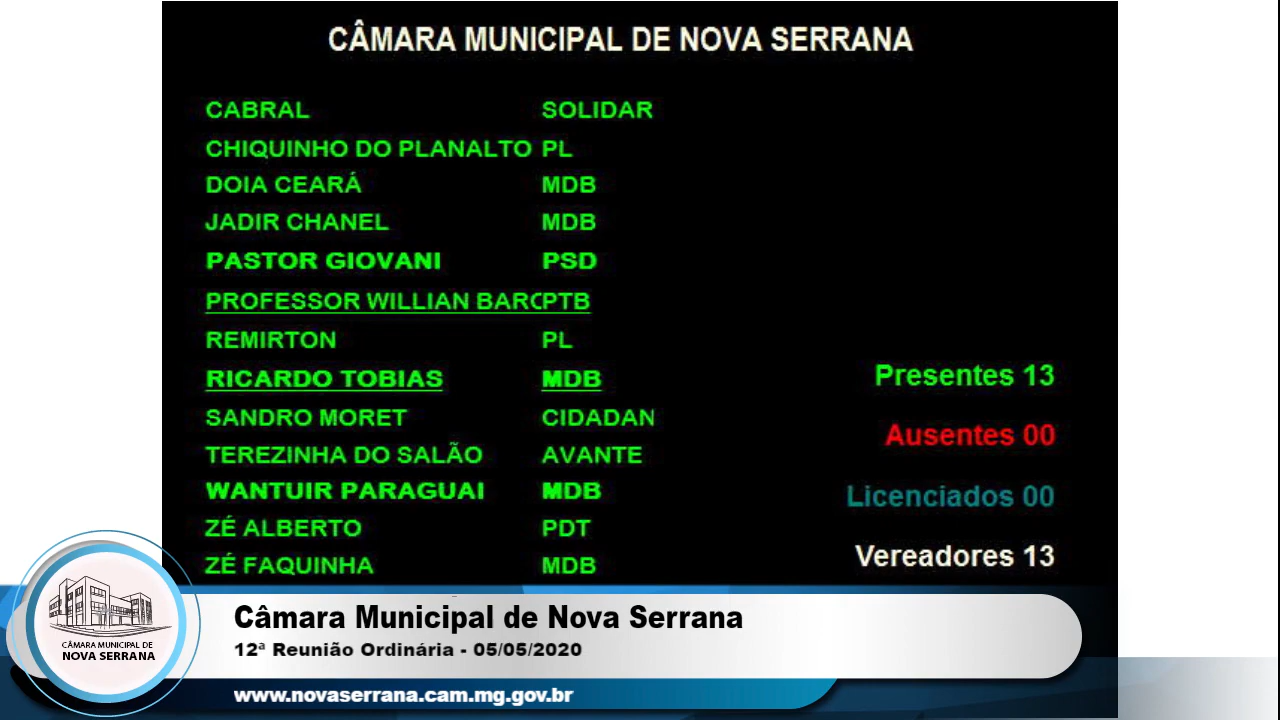 CÂMARA MUNICIPAL DE NOVA SERRANA
CABRAL SOLIDAR
CHIQUINHO DO PLANALTO PL
DOIA CEARÁ MDB
JADIR CHANEL MDB
PASTOR GIOVANI PSD
PROFESSOR WILLIAN BARC PTB
REMIRTON PL
RICARDO TOBIAS MDB
SANDRO MORET CIDADAN
TEREZINHA DO SALÃO AVANTE
WANTUIR PARAGUAI MDB
ZÉ ALBERTO PDT
ZÉ FAQUINHA MDB
Presentes 13
Ausentes 00
Licenciados 00
Vereadores 13
CÂMARA MUNICIPAL DE
NOVA SERRANA
Câmara Municipal de Nova Serrana
12ª Reunião Ordinária - 05/05/2020
www.novaserrana.cam.mg.gov.br